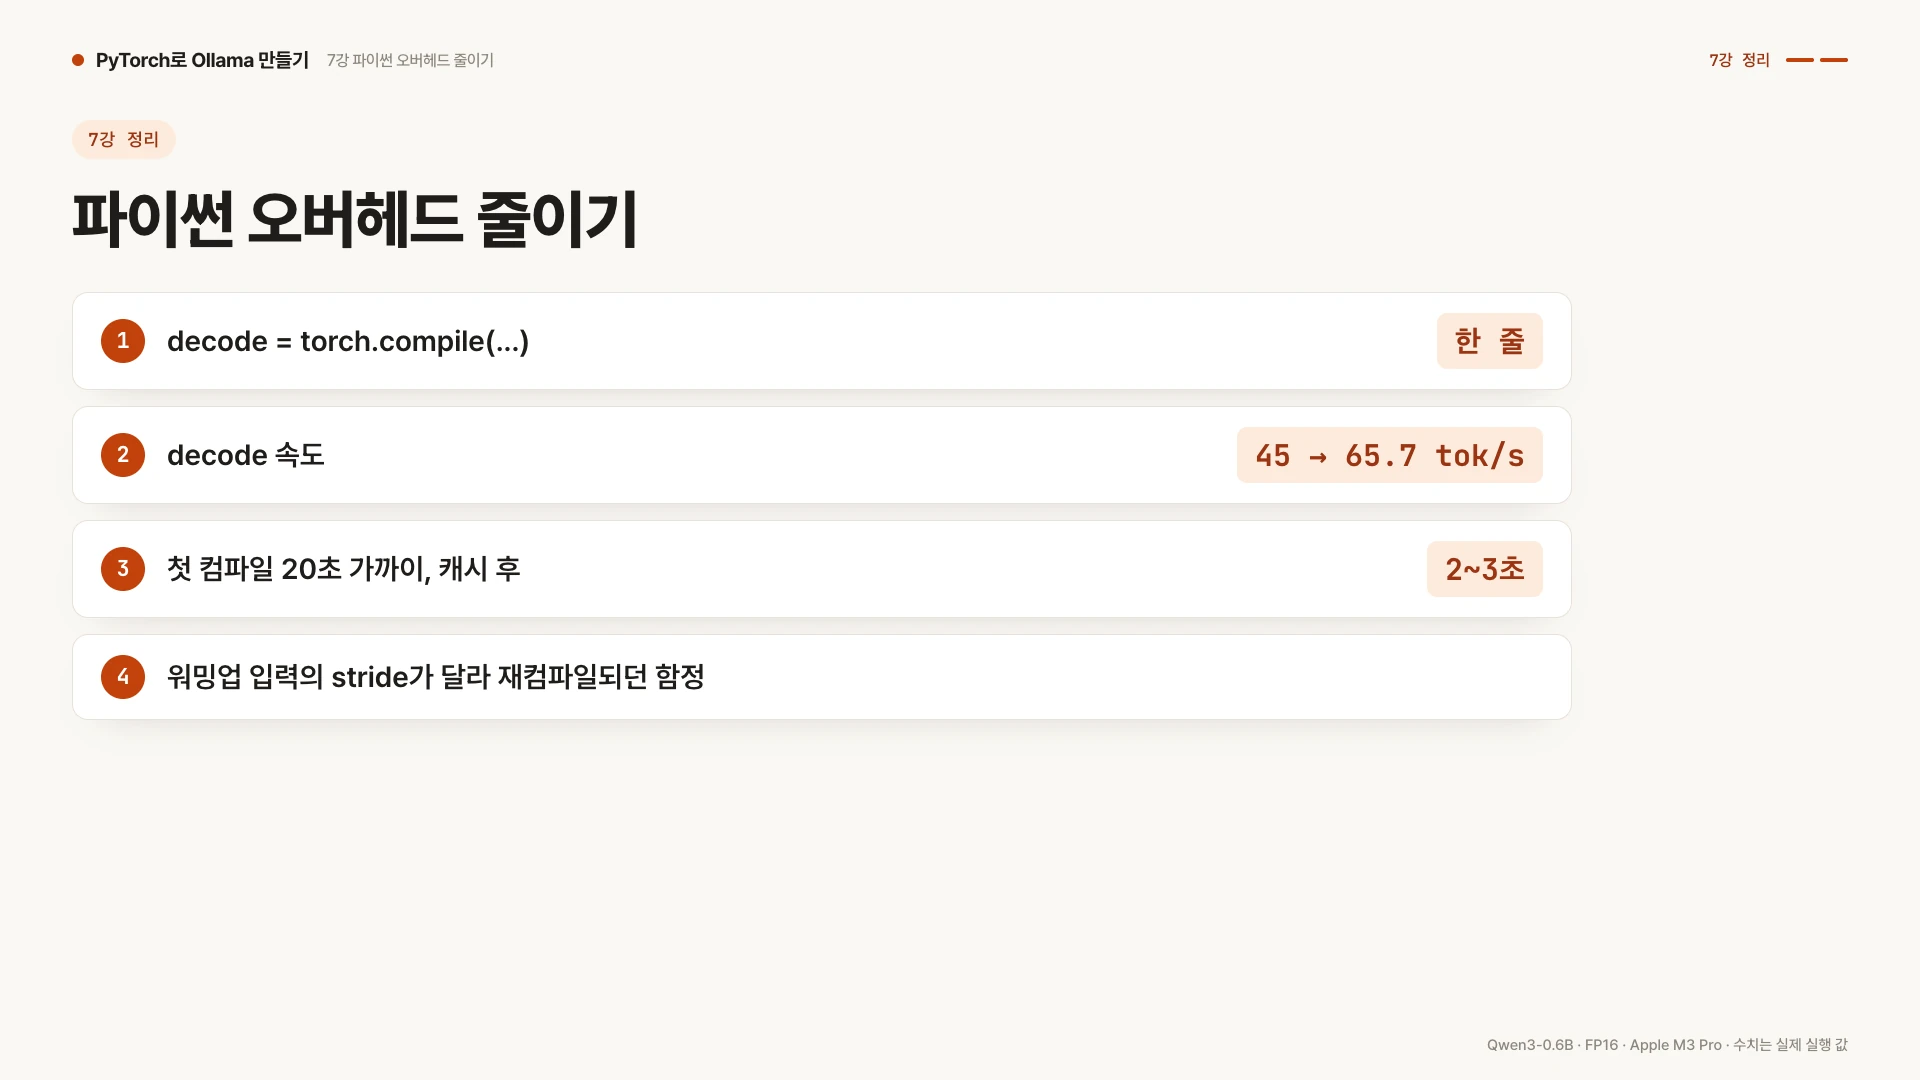 PyTorch로 Ollama 만들기 7강 파이썬 오버헤드 줄이기
7강 정리
7강 정리
파이썬 오버헤드 줄이기
1 decode = torch.compile(...) 한 줄
2 decode 속도 45 → 65.7 tok/s
3 첫 컴파일 20초 가까이, 캐시 후 2~3초
4 워밍업 입력의 stride가 달라 재컴파일되던 함정
Qwen3-0.6B · FP16 · Apple M3 Pro · 수치는 실제 실행 값